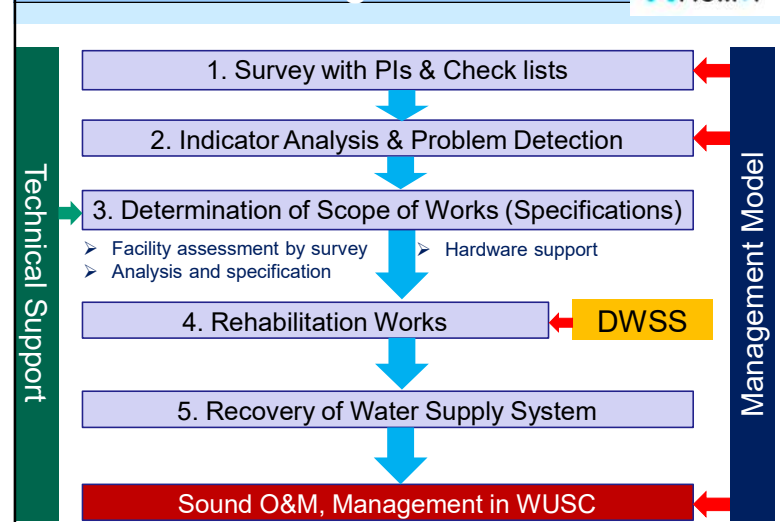 1. Survey with PIs & Check lists
2. Indicator Analysis & Problem Detection
3. Determination of Scope of Works (Specifications)
➢ Facility assessment by survey
➢ Analysis and specification
➢ Hardware support
4. Rehabilitation Works
DWSS
5. Recovery of Water Supply System
Sound O&M, Management in WUSC
Technical Support
Management Model